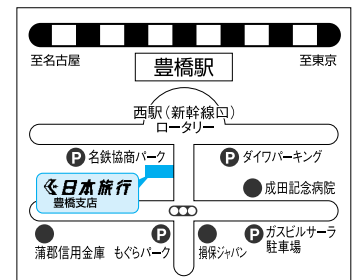 至名古屋
豊橋駅
至東京
西駅(新幹線口)
ロータリー
P 名鉄協商パーク
P ダイワパーキング
日本旅行
豊橋支店
成田記念病院
蒲郡信用金庫
P
もぐらパーク
損保ジャパン
P ガスビルサーラ
駐車場